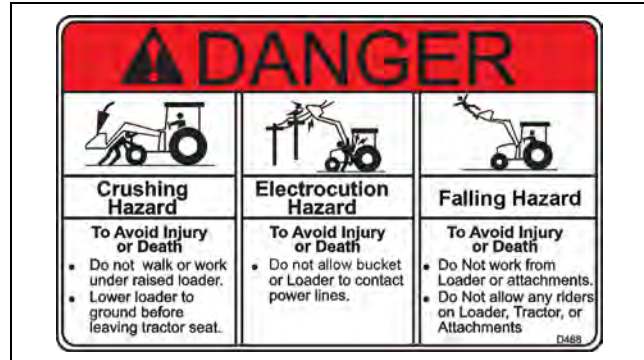 DANGER
Crushing
Hazard
To Avoid Injury
or Death
• Do not walk or work
under raised loader.
• Lower loader to
ground before
leaving tractor seat.
Electrocution
Hazard
To Avoid Injury
or Death
• Do not allow bucket
or Loader to contact
power lines.
Falling Hazard
To Avoid Injury
or Death
• Do Not work from
Loader or attachments.
• Do Not allow any riders
on Loader, Tractor, or
Attachments
D468